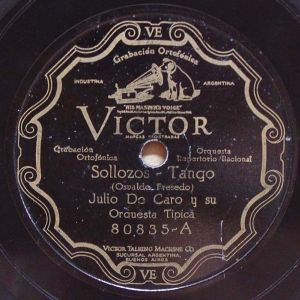 VE
Grabación Ortofónica
INDUSTRIA
ARGENTINA
"HIS MASTER'S VOICE"
VICTOR
MARCAS REGISTRADAS
Grabación
Ortofónica
Orquesta
Repertorio Nacional
Sollozos - Tango
(Osvaldo Fresedo)
Julio De Caro y su
Orquesta Típica
80835-A
VICTOR TALKING MACHINE CO.
SUCURSAL ARGENTINA,
BUENOS AIRES
VE